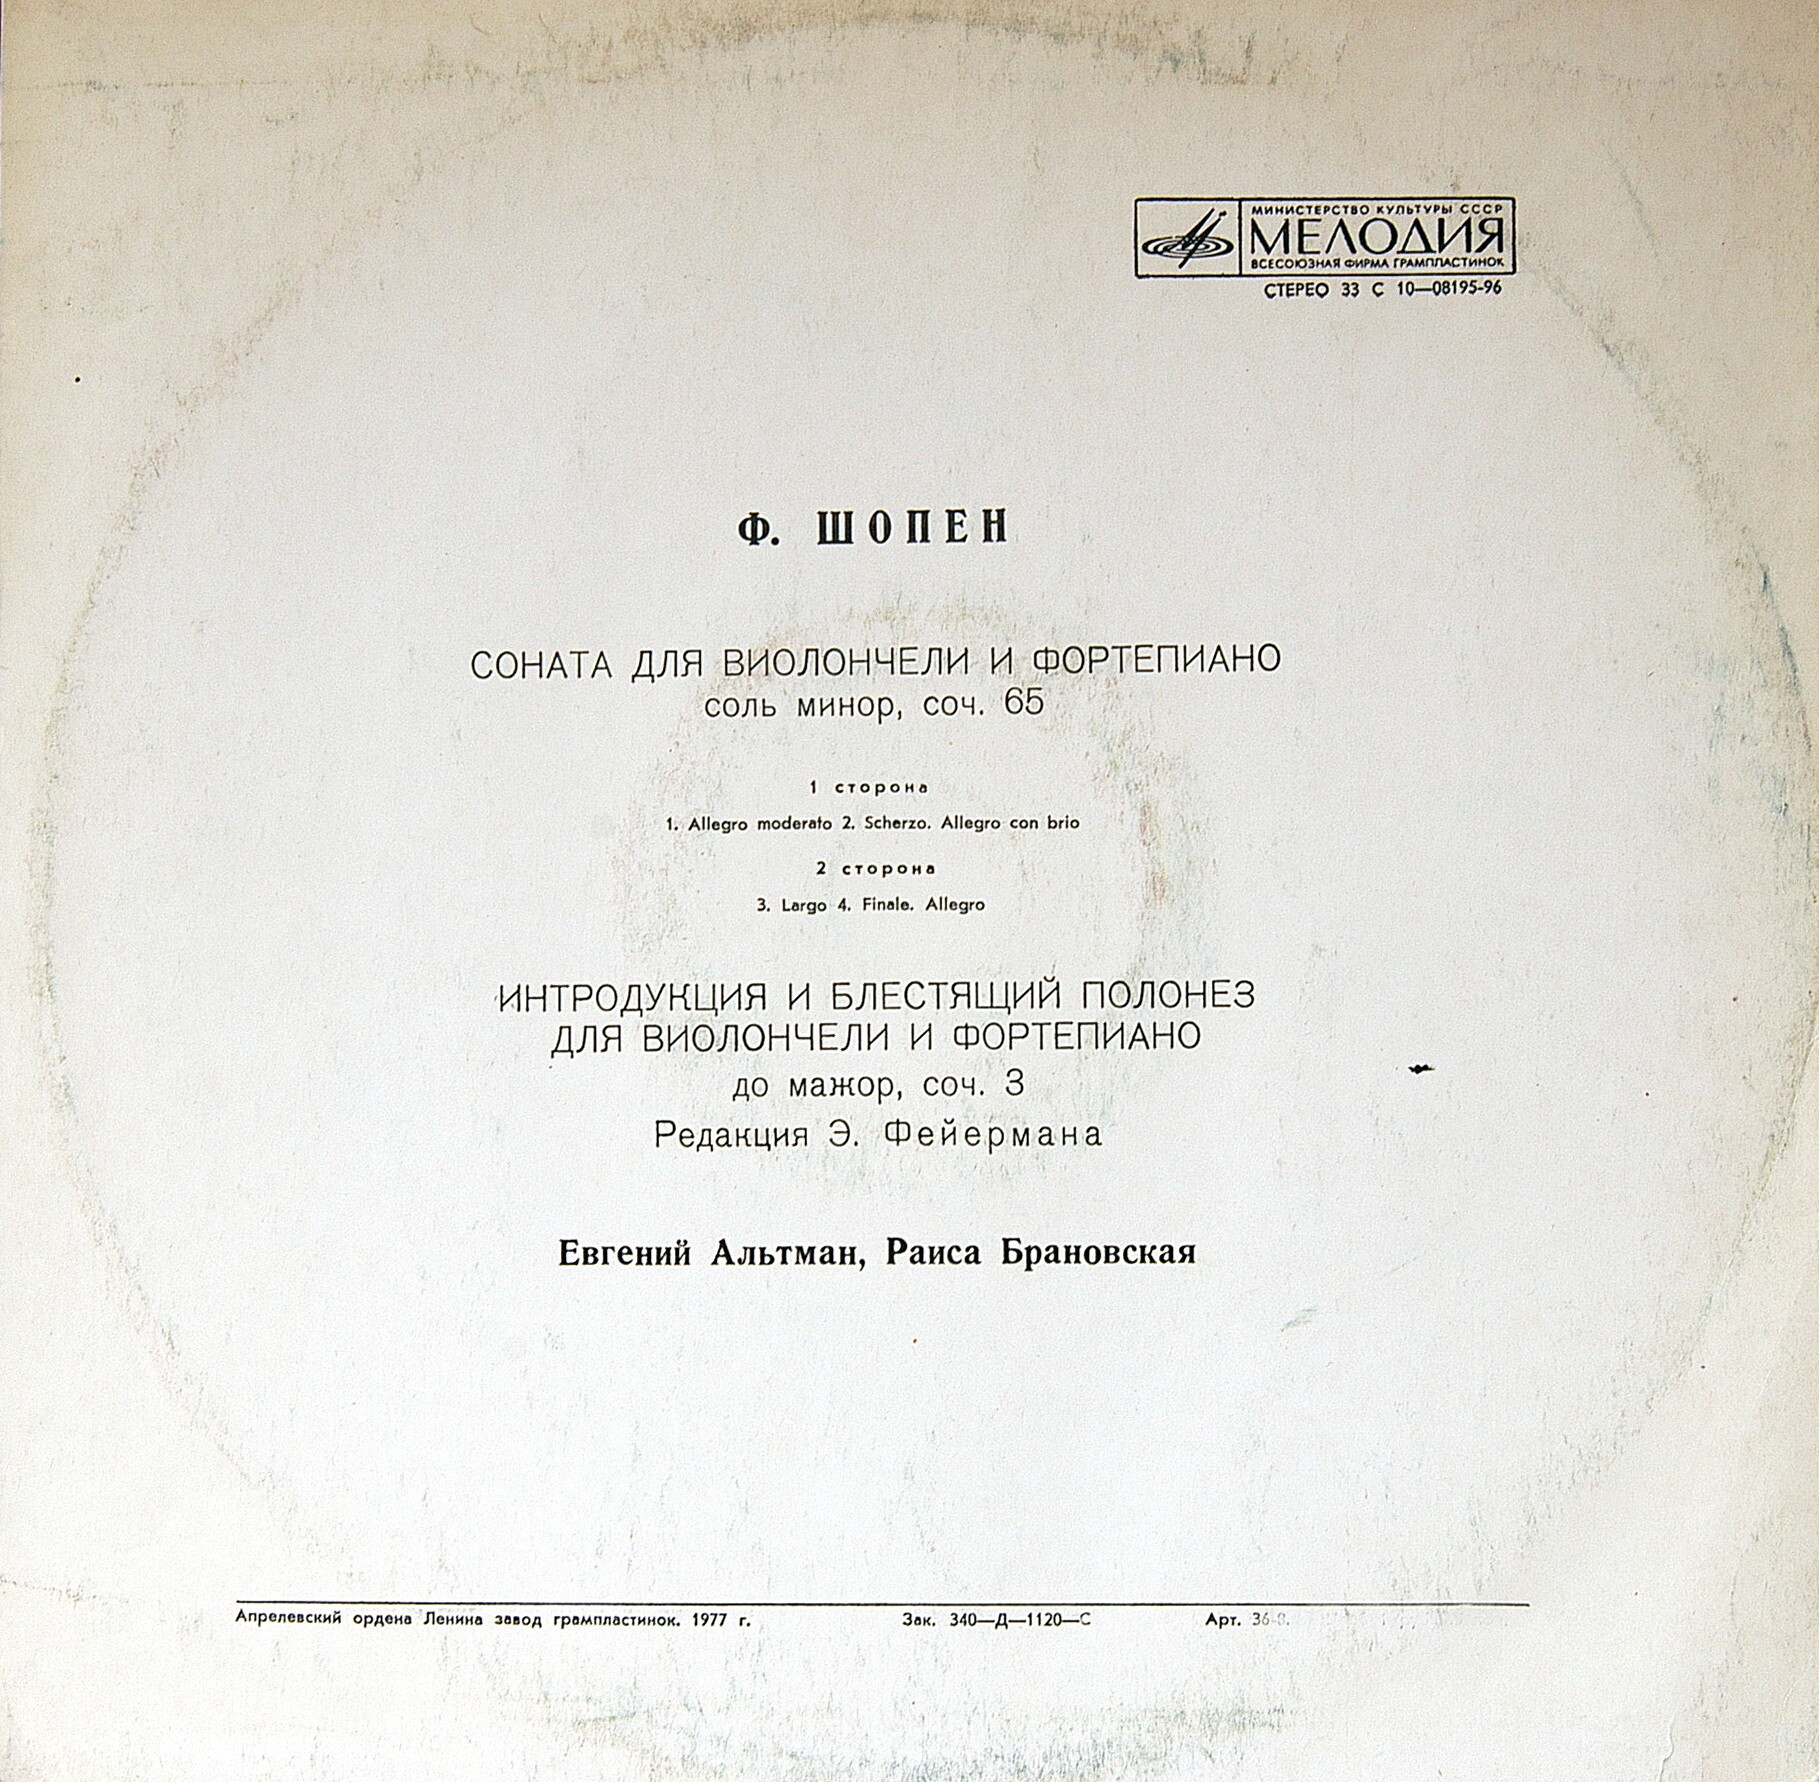 МИНИСТЕРСТВО КУЛЬТУРЫ СССР
МЕЛОДИЯ
ВСЕСОЮЗНАЯ ФИРМА ГРАМПЛАСТИНОК
СТЕРЕО 33 С 10—08195-96
Ф. ШОПЕН
СОНАТА ДЛЯ ВИОЛОНЧЕЛИ И ФОРТЕПИАНО
соль минор, соч. 65
1 сторона
1. Allegro moderato 2. Scherzo. Allegro con brio
2 сторона
3. Largo 4. Finale. Allegro
ИНТРОДУКЦИЯ И БЛЕСТЯЩИЙ ПОЛОНЕЗ
ДЛЯ ВИОЛОНЧЕЛИ И ФОРТЕПИАНО
до мажор, соч. 3
Редакция Э. Фейермана
Евгений Альтман, Раиса Брановская
Апрелевский ордена Ленина завод грампластинок. 1977 г. Зак. 340—Д—1120—С Арт.